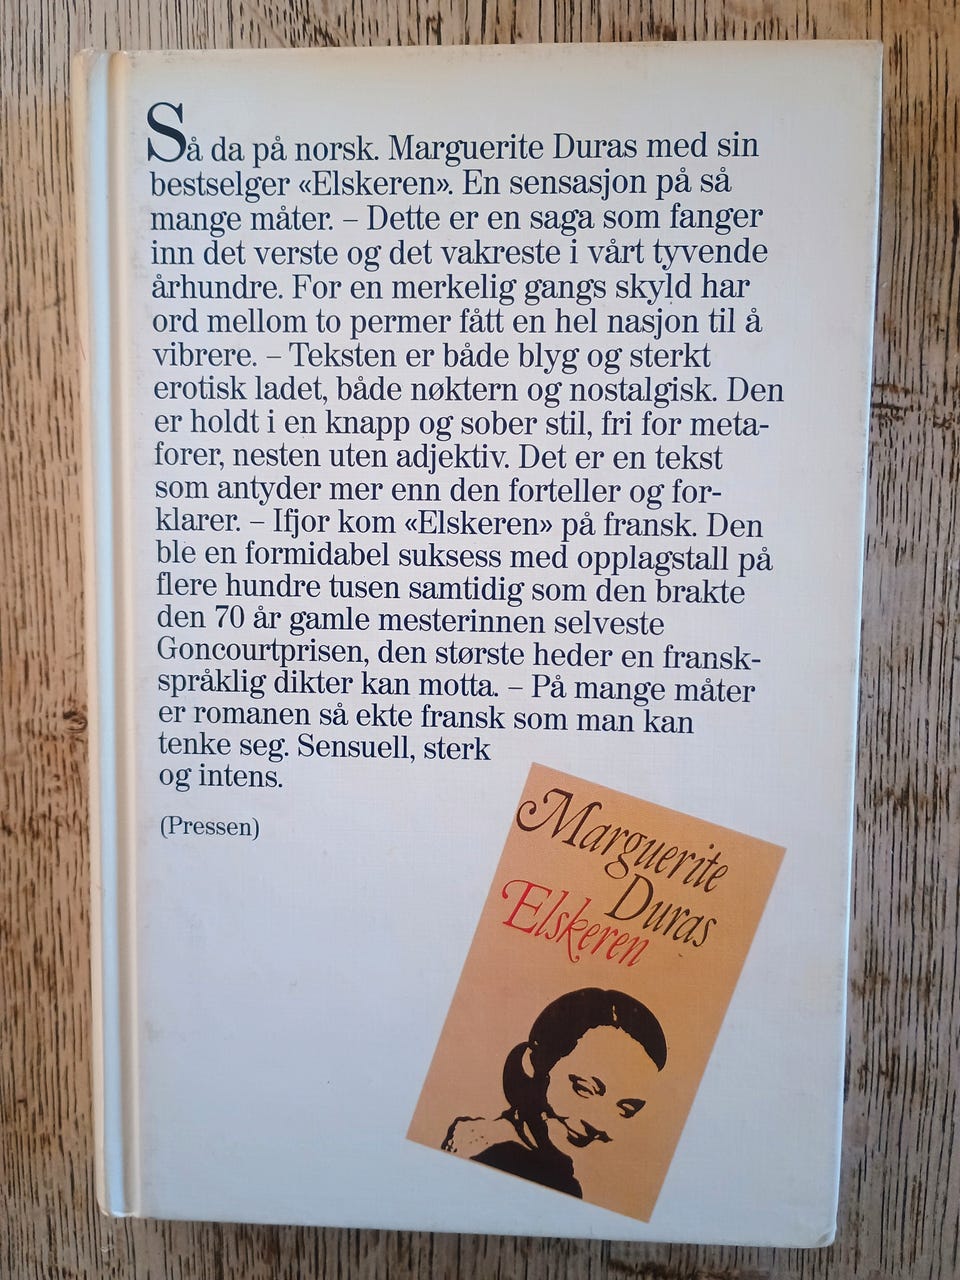 Så da på norsk. Marguerite Duras med sin
bestselger «Elskeren». En sensasjon på så
mange måter. – Dette er en saga som fanger
inn det verste og det vakreste i vårt tyvende
århundre. For en merkelig gangs skyld har
ord mellom to permer fått en hel nasjon til å
vibrere. – Teksten er både blyg og sterkt
erotisk ladet, både nøktern og nostalgisk. Den
er holdt i en knapp og sober stil, fri for meta-
forer, nesten uten adjektiv. Det er en tekst
som antyder mer enn den forteller og for-
klarer. – Ifjor kom «Elskeren» på fransk. Den
ble en formidabel suksess med opplagstall på
flere hundre tusen samtidig som den brakte
den 70 år gamle mesterinnen selveste
Goncourtprisen, den største heder en fransk-
språklig dikter kan motta. – På mange måter
er romanen så ekte fransk som man kan
tenke seg. Sensuell, sterk
og intens.
(Pressen)
Marguerite
Duras
Elskeren